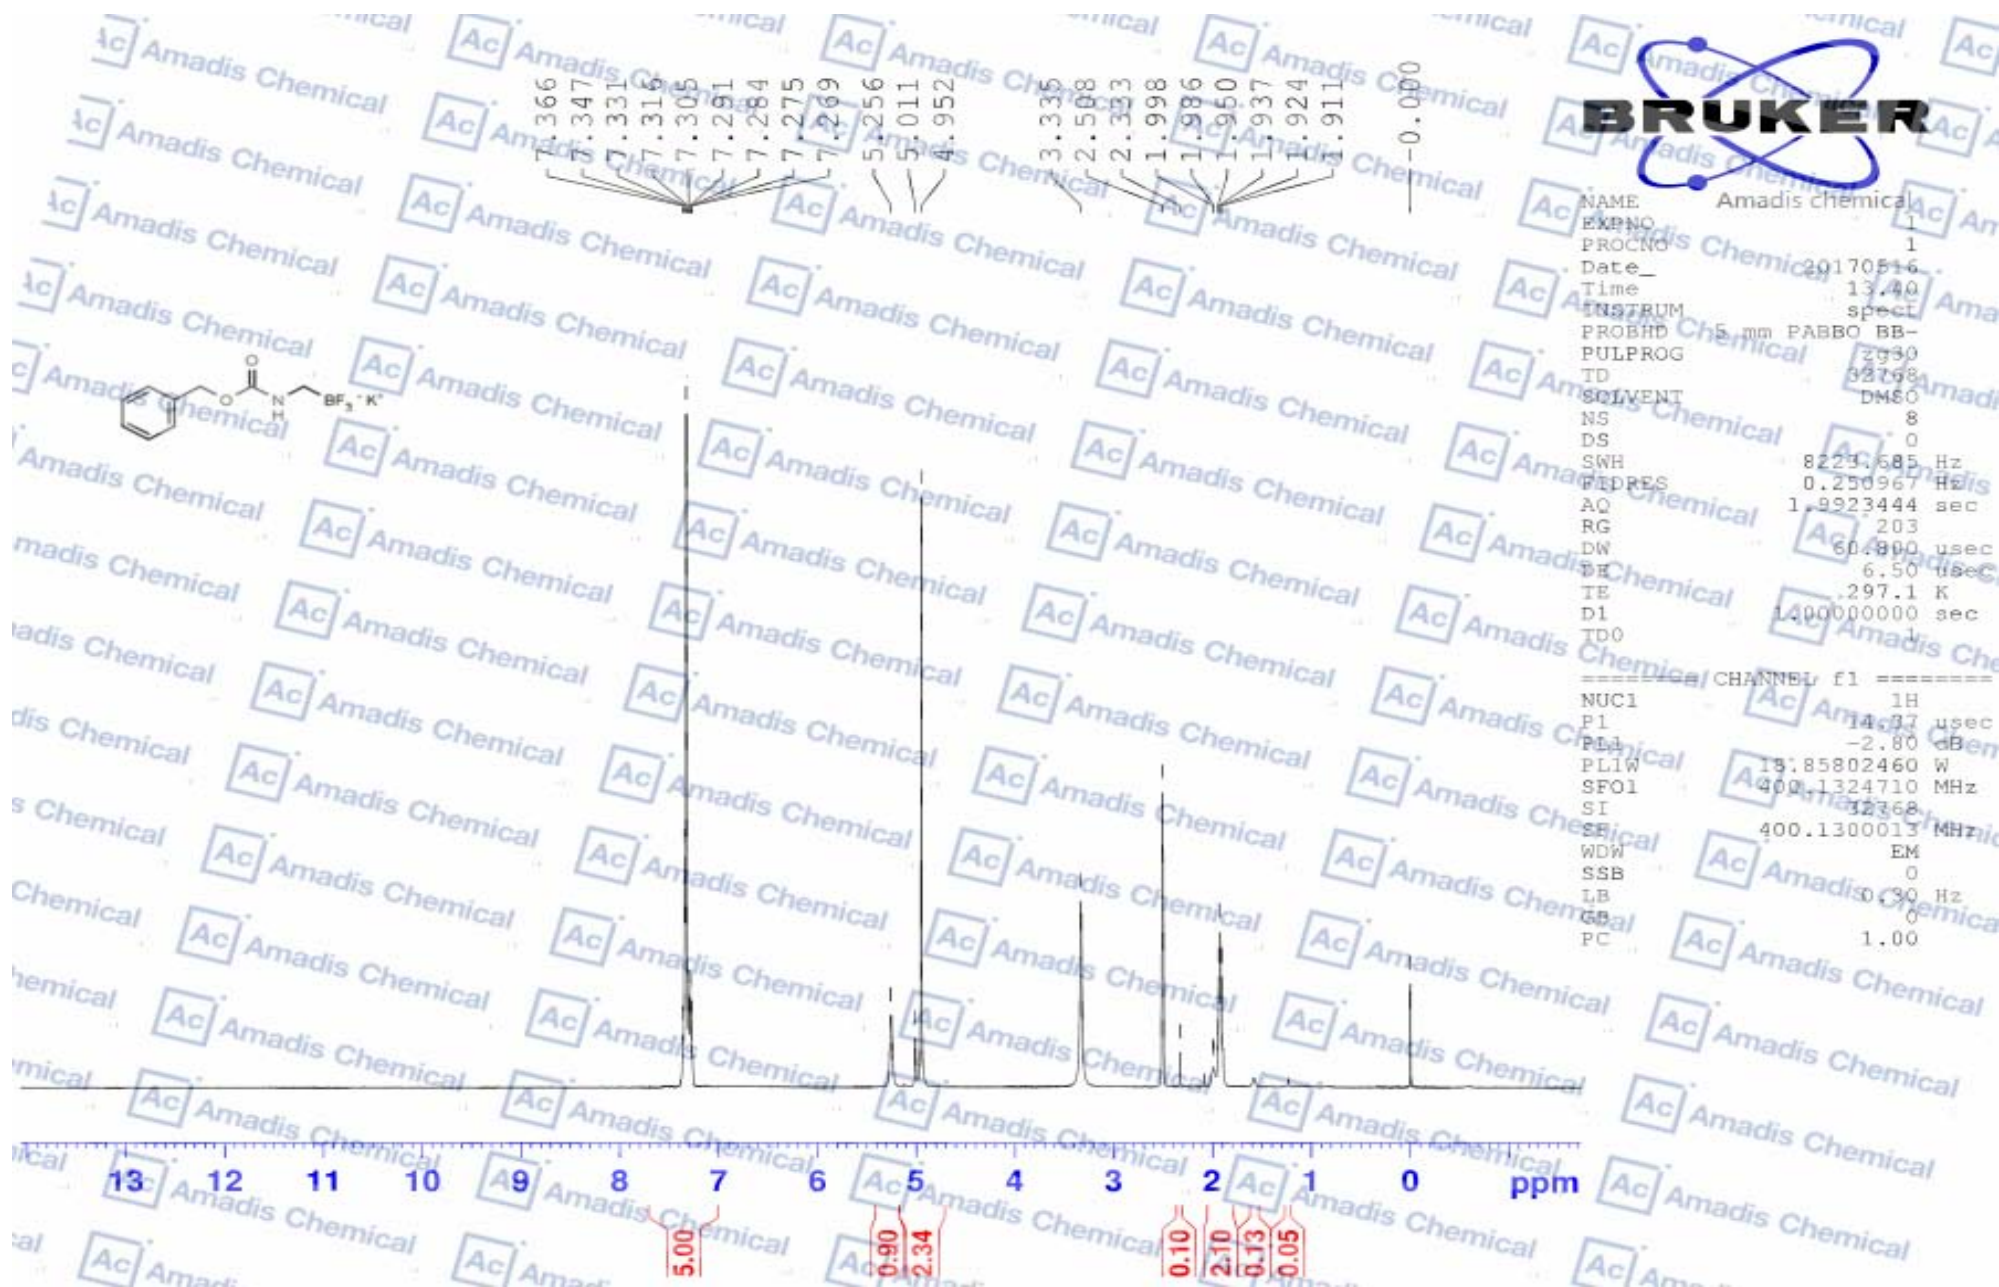 7.366
7.347
7.331
7.316
7.305
7.291
7.284
7.275
7.269
5.256
5.011
4.952
3.335
2.508
2.333
1.998
1.986
1.950
1.937
1.924
1.911
-0.000
BRUKER
NAME Amadis chemical
EXPNO 1
PROCNO 1
Date_ 20170516
Time 13.40
INSTRUM spect
PROBHD 5 mm PABBO BB-
PULPROG zg30
TD 32768
SOLVENT DMSO
NS 8
DS 0
SWH 8223.685 Hz
FIDRES 0.250967 Hz
AQ 1.9923444 sec
RG 203
DW 60.800 usec
DE 6.50 usec
TE 297.1 K
D1 1.00000000 sec
TD0 1
======== CHANNEL f1 ========
NUC1 1H
P1 14.37 usec
PL1 -2.80 dB
PL1W 13.85802460 W
SFO1 400.1324710 MHz
SI 32768
SF 400.1300013 MHz
WDW EM
SSB 0
LB 0.30 Hz
GB 0
PC 1.00
O
O
N
H
BF3 - K+
13 12 11 10 9 8 7 6 5 4 3 2 1 0 ppm
5.00
0.90
2.34
0.10
2.10
0.13
0.05
Ac Amadis Chemical